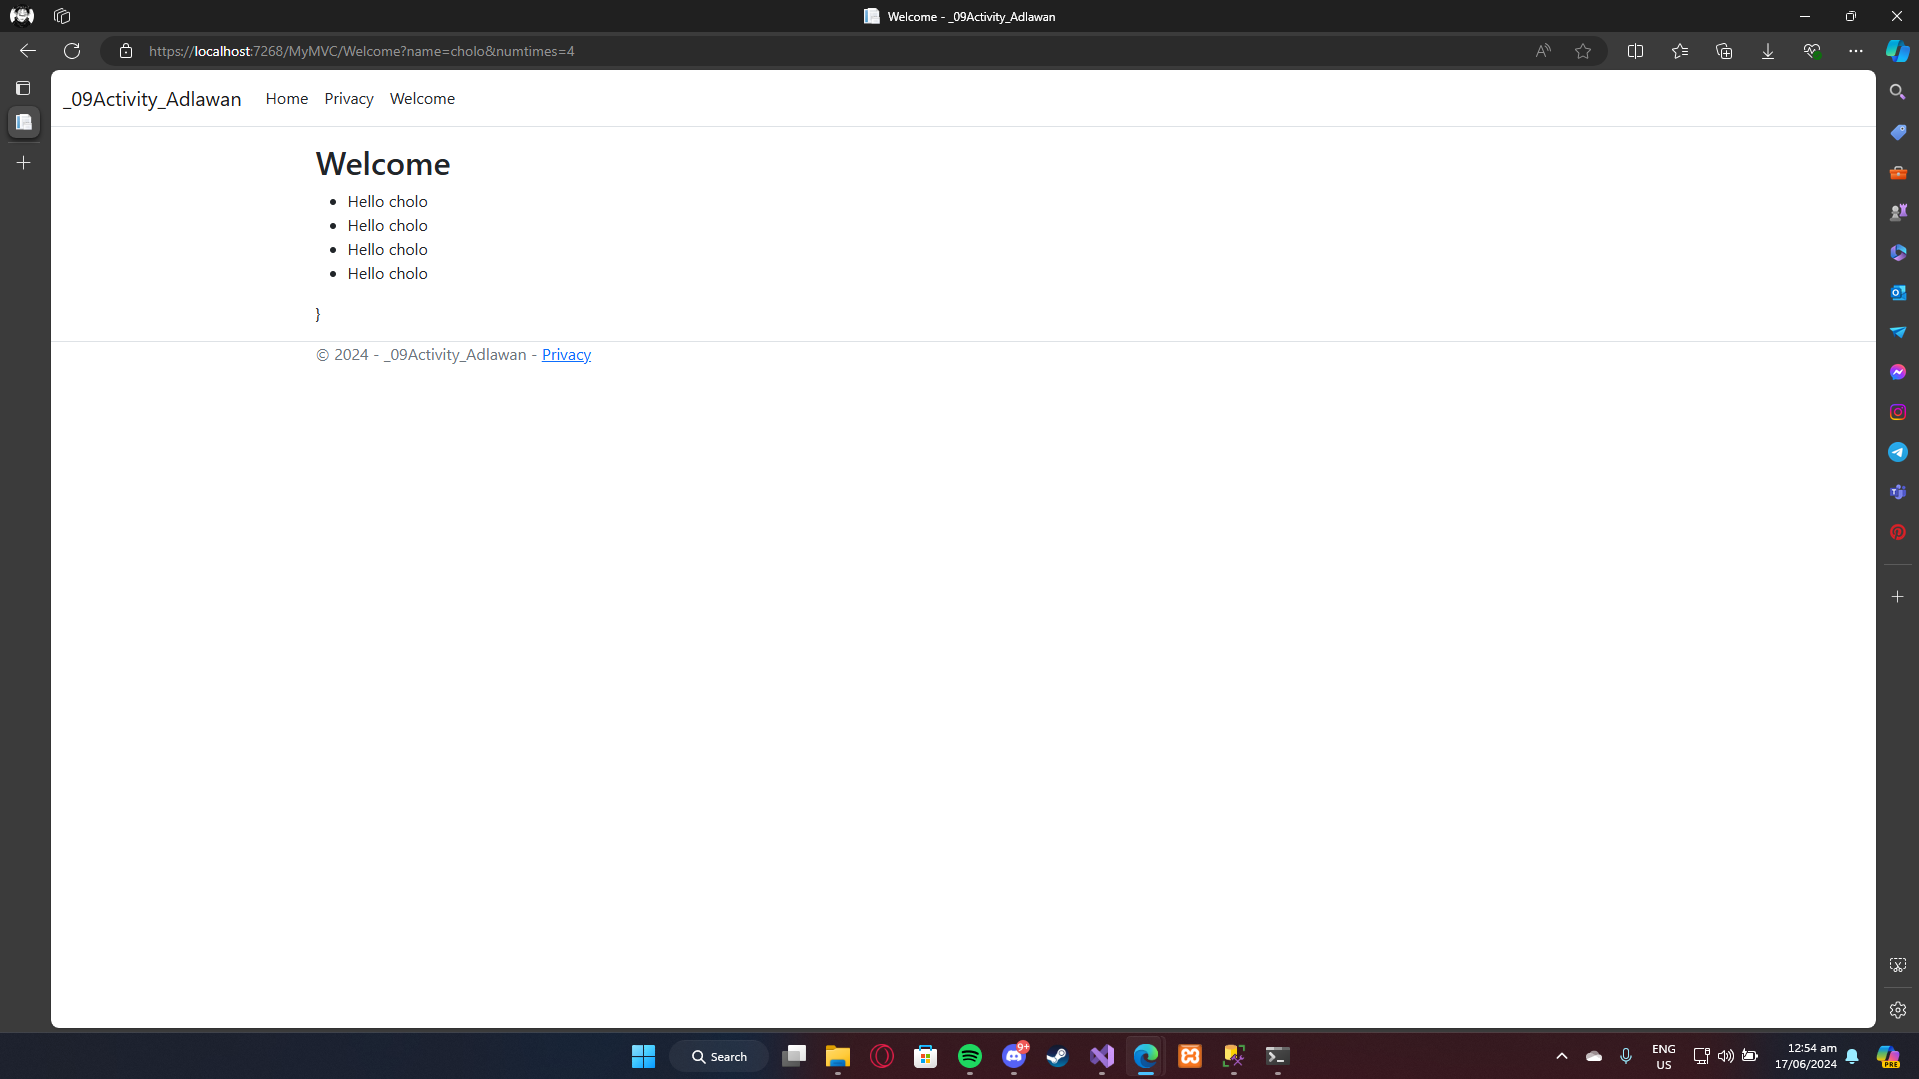 Welcome - _09Activity_Adlawan
https://localhost:7268/MyMVC/Welcome?name=cholo&numtimes=4
_09Activity_Adlawan Home Privacy Welcome
Welcome
Hello cholo
Hello cholo
Hello cholo
Hello cholo
}
© 2024 - _09Activity_Adlawan - Privacy
Search
9+
ENG
US
12:54 am
17/06/2024
PRE